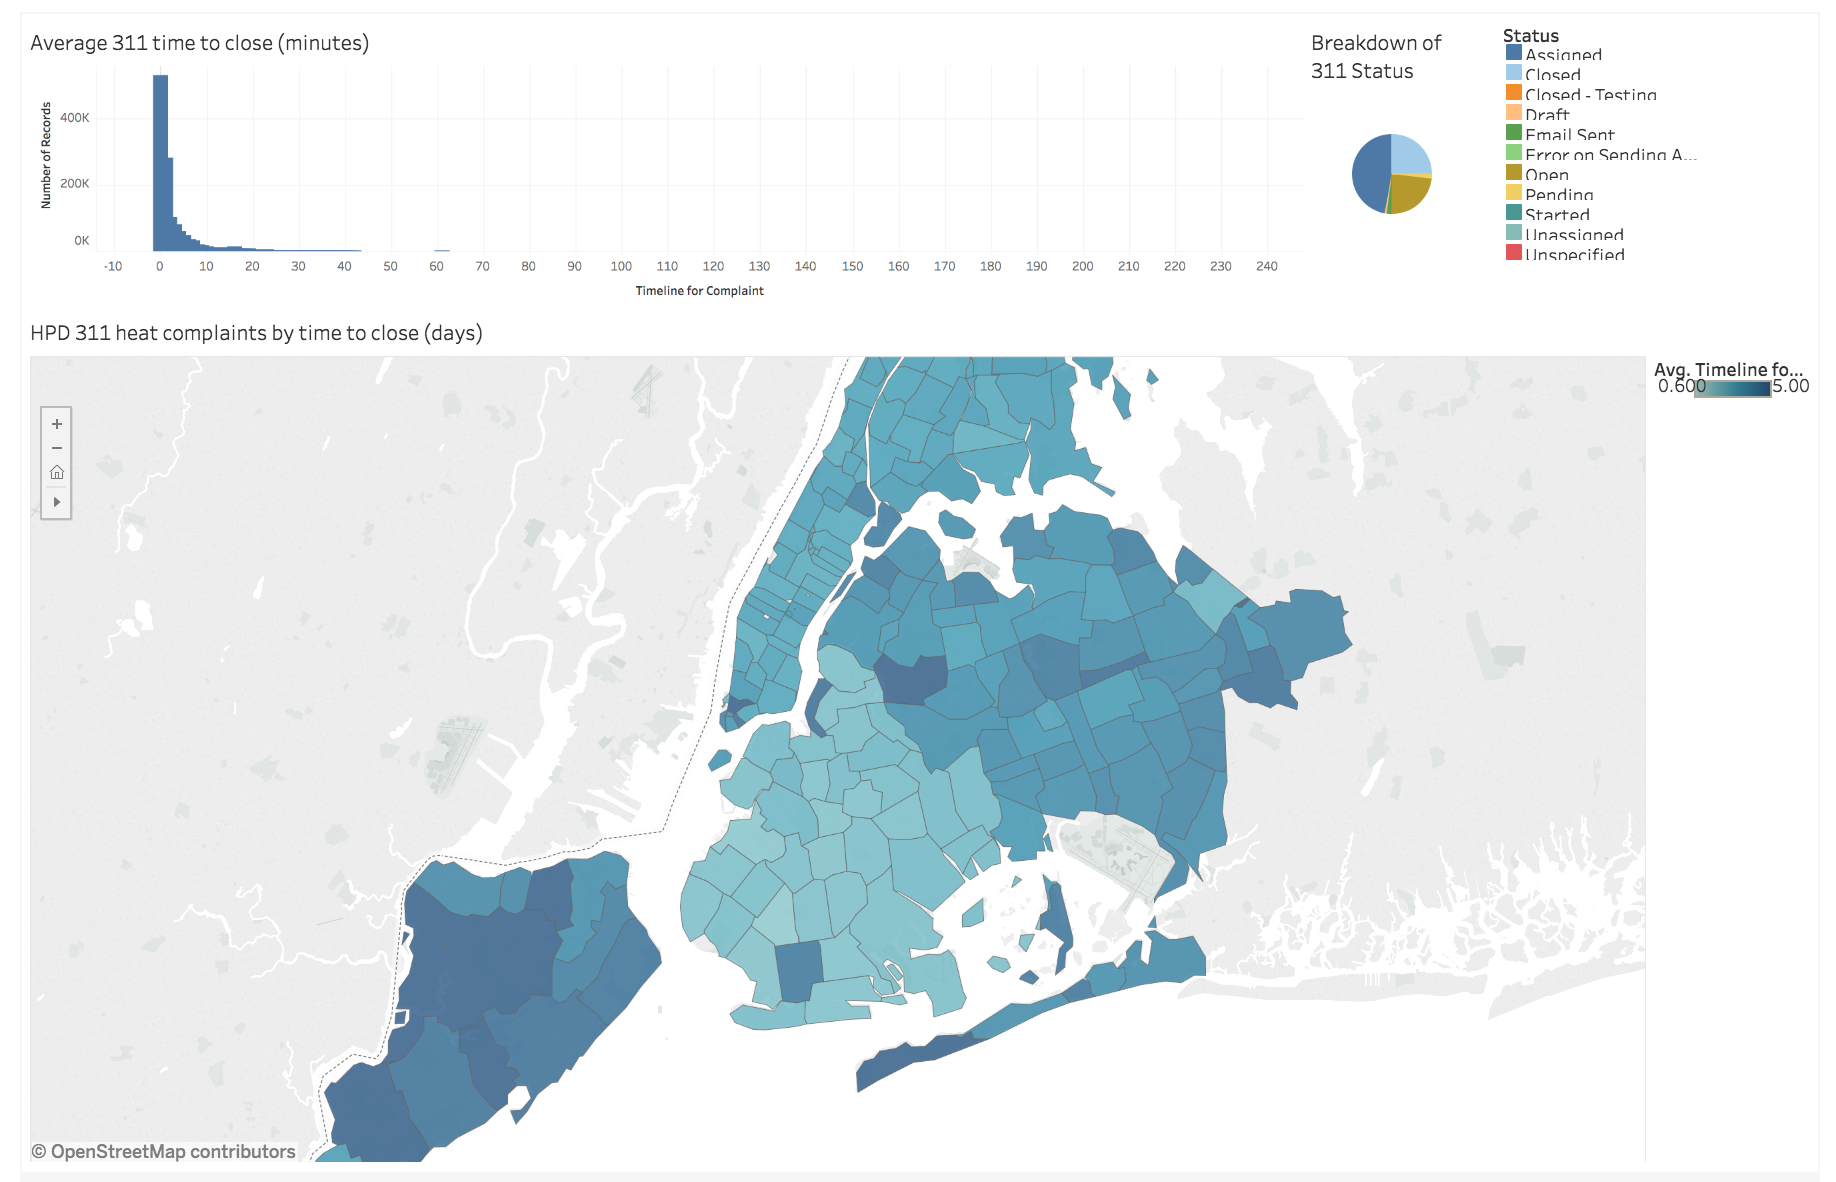 Average 311 time to close (minutes)
Number of Records
400K
200K
0K
-10 0 10 20 30 40 50 60 70 80 90 100 110 120 130 140 150 160 170 180 190 200 210 220 230 240
Timeline for Complaint
Breakdown of
311 Status
Status
Assigned
Closed
Closed - Testing
Draft
Email Sent
Error on Sending A...
Open
Pending
Started
Unassigned
Unspecified
HPD 311 heat complaints by time to close (days)
+
−
Avg. Timeline fo...
0.600 5.00
© OpenStreetMap contributors